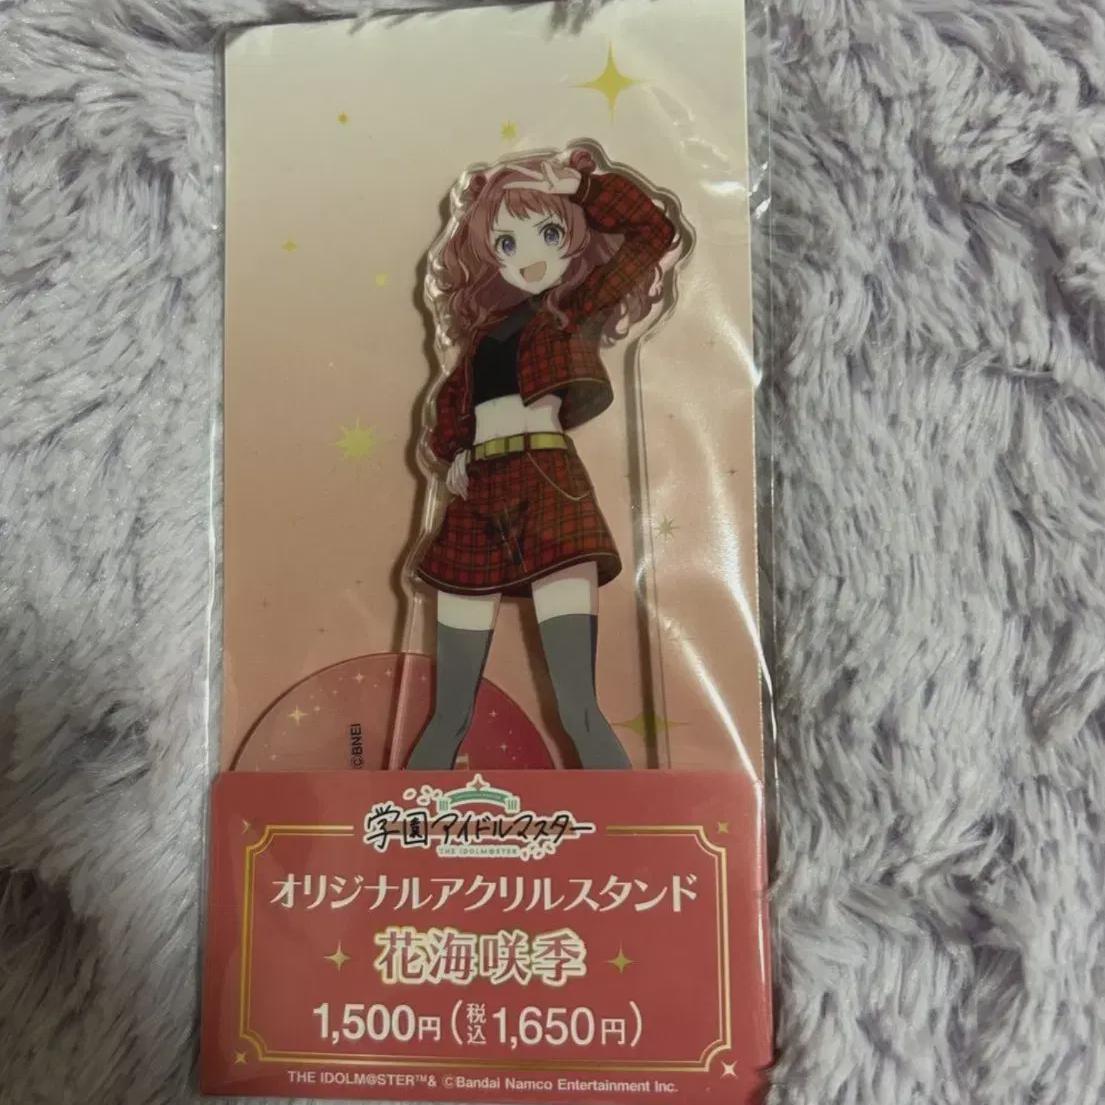 ©BNEI
学園アイドルマスター
THE IDOLM@STER
オリジナルアクリルスタンド
花海咲季
1,500円(税込1,650円)
THE IDOLM@STER™& ©Bandai Namco Entertainment Inc.